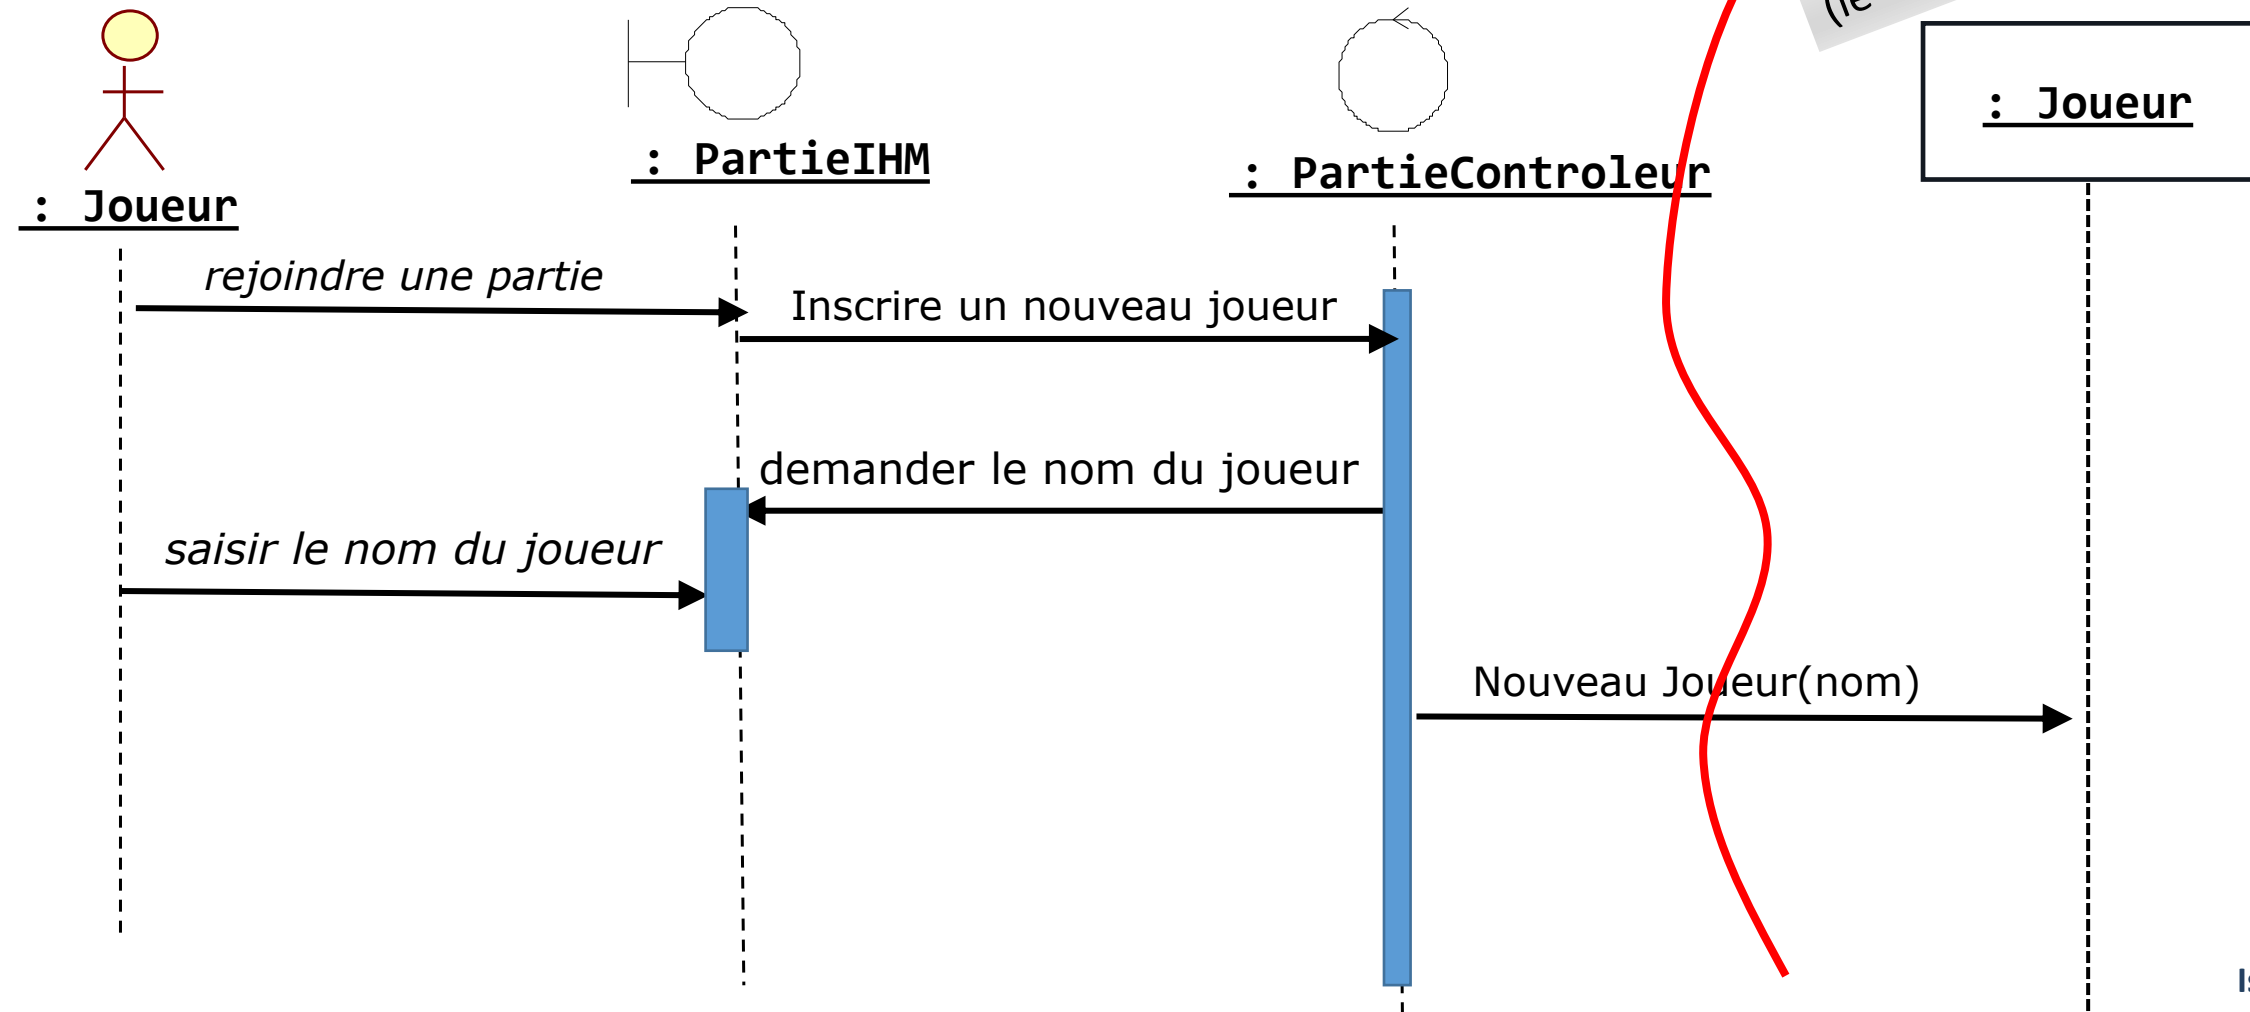 (le
: Joueur
: PartieIHM
: PartieControleur
: Joueur
rejoindre une partie
Inscrire un nouveau joueur
demander le nom du joueur
saisir le nom du joueur
Nouveau Joueur(nom)